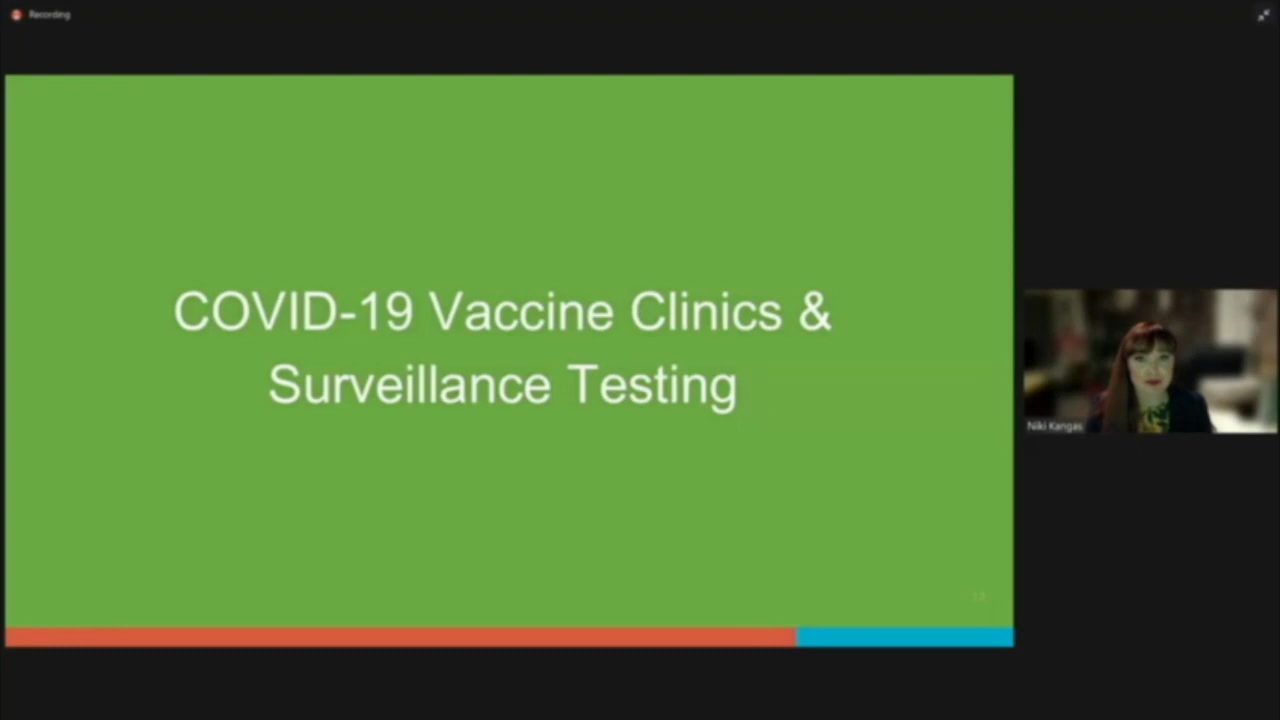 Recording
COVID-19 Vaccine Clinics &
Surveillance Testing
Niki Kangas